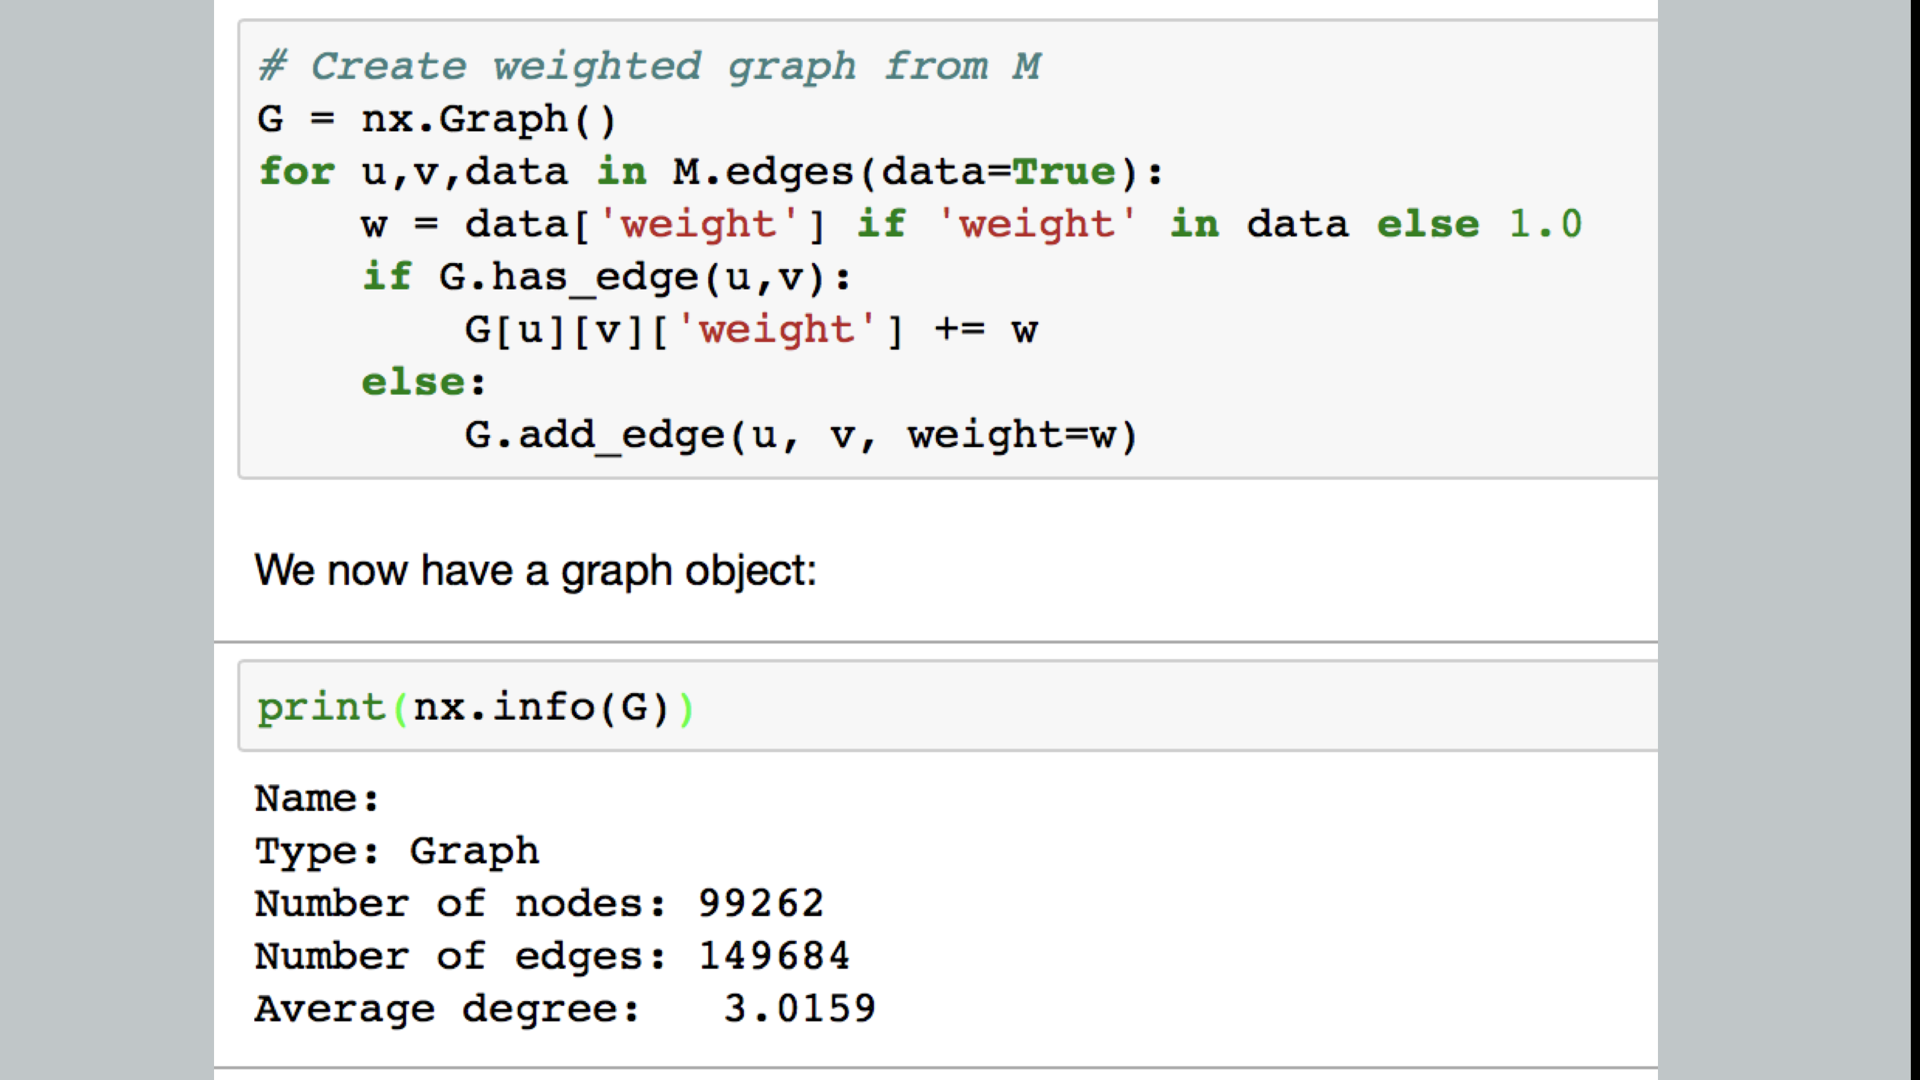 # Create weighted graph from M
G = nx.Graph()
for u,v,data in M.edges(data=True):
    w = data['weight'] if 'weight' in data else 1.0
    if G.has_edge(u,v):
        G[u][v]['weight'] += w
    else:
        G.add_edge(u, v, weight=w)
We now have a graph object:
print(nx.info(G))
Name:
Type: Graph
Number of nodes: 99262
Number of edges: 149684
Average degree:   3.0159